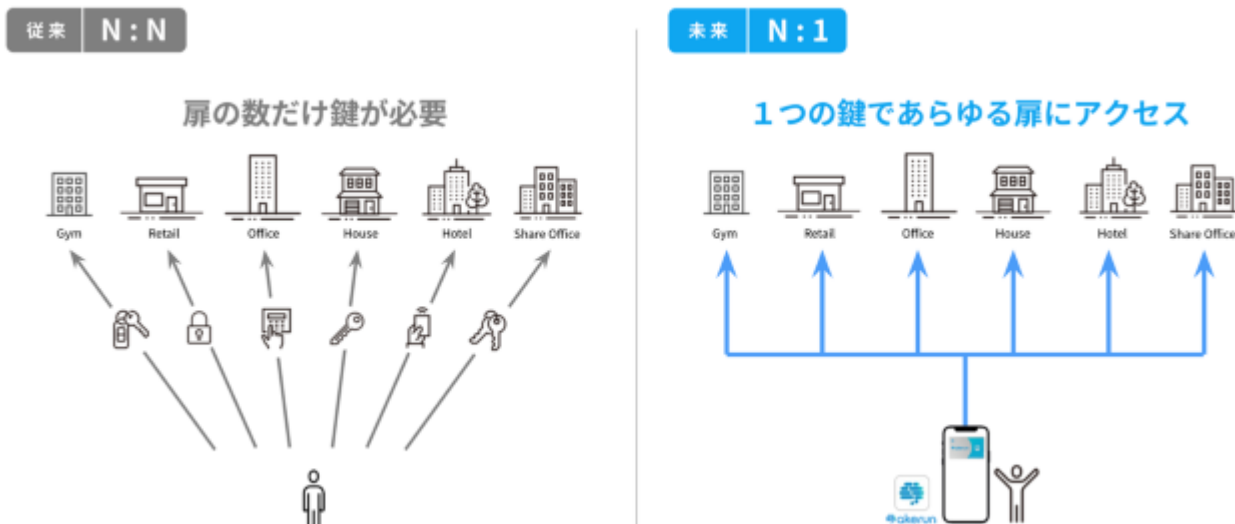 従来 N:N
扉の数だけ鍵が必要
Gym Retail Office House Hotel Share Office
未来 N:1
1つの鍵であらゆる扉にアクセス
Gym Retail Office House Hotel Share Office
akerun